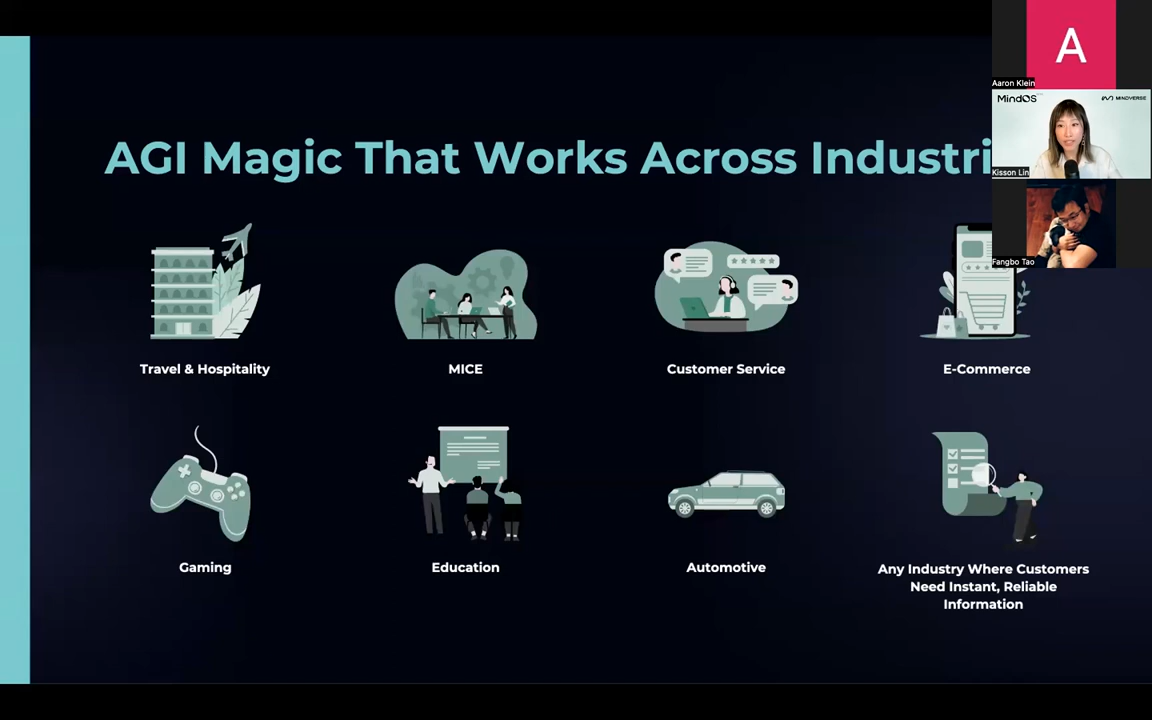 A
Aaron Klein
MindOS
MINDVERSE
Kisson Lin
Fangbo Tao
AGI Magic That Works Across Industri
Travel & Hospitality
MICE
Customer Service
E-Commerce
Gaming
Education
Automotive
Any Industry Where Customers
Need Instant, Reliable
Information